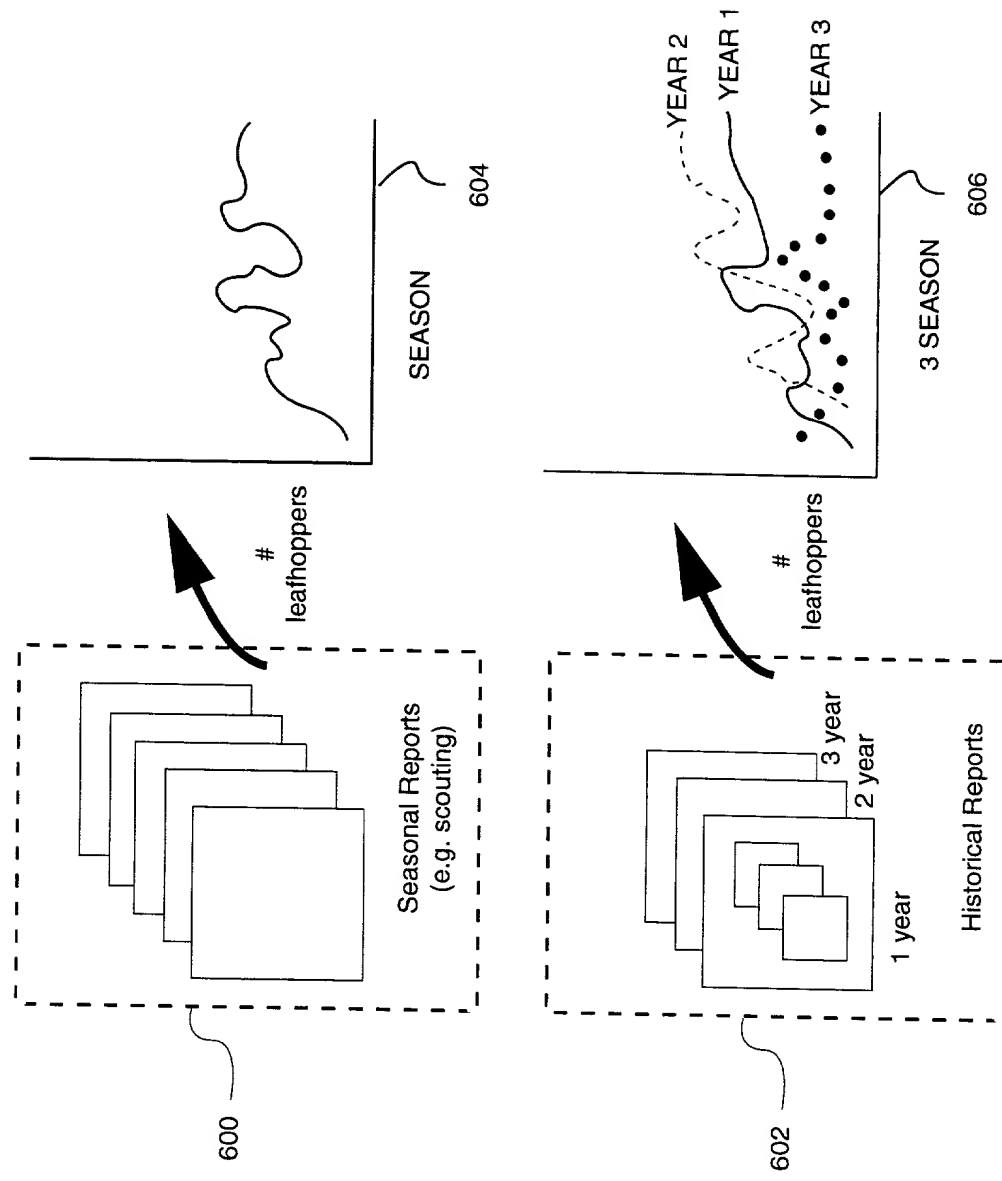 600
Seasonal Reports
(e.g. scouting)
#
leafhoppers
SEASON
604
602
1 year
2 year
3 year
Historical Reports
#
leafhoppers
YEAR 2
YEAR 1
YEAR 3
3 SEASON
606